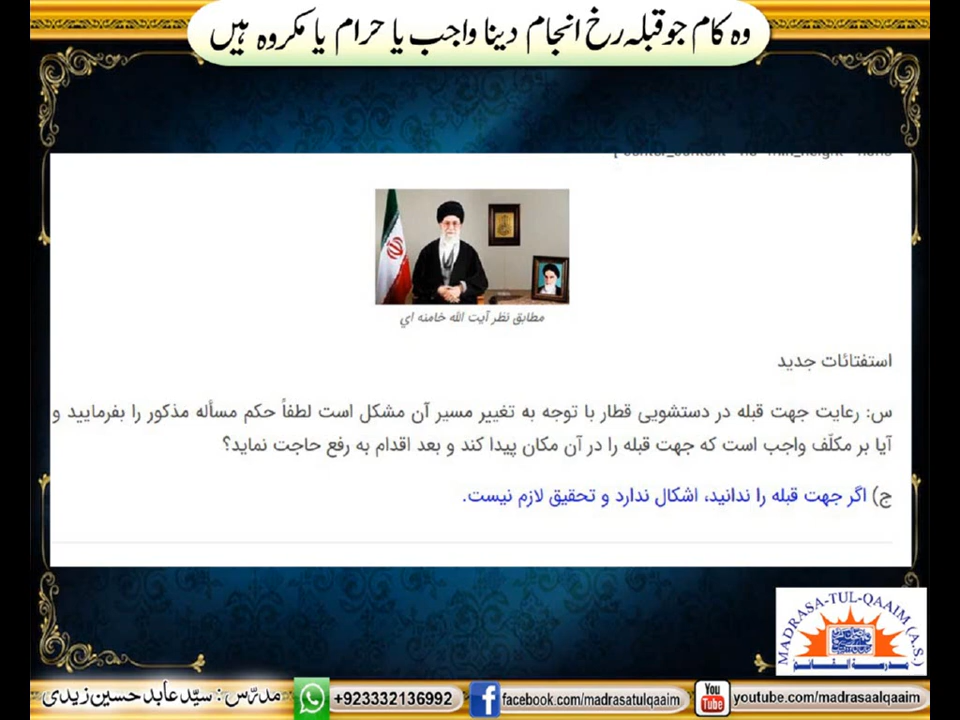 وہ کام جو قبلہ رخ انجام دینا واجب یا حرام یا مکروہ ہیں
مطابق نظر آیت الله خامنه اي
استفتائات جدید
س: رعایت جهت قبله در دستشویی قطار با توجه به تغییر مسیر آن مشکل است لطفاً حکم مسأله مذکور را بفرمایید و
آیا بر مکلّف واجب است که جهت قبله را در آن مکان پیدا کند و بعد اقدام به رفع حاجت نماید؟
ج) اگر جهت قبله را ندانید، اشکال ندارد و تحقیق لازم نیست.
MADRASA-TUL-QAAIM (A.S.)
مدرسة القائم
مدرّس: سیّد عابد حسین زیدی
+923332136992
facebook.com/madrasatulqaaim
You Tube
youtube.com/madrasaalqaaim